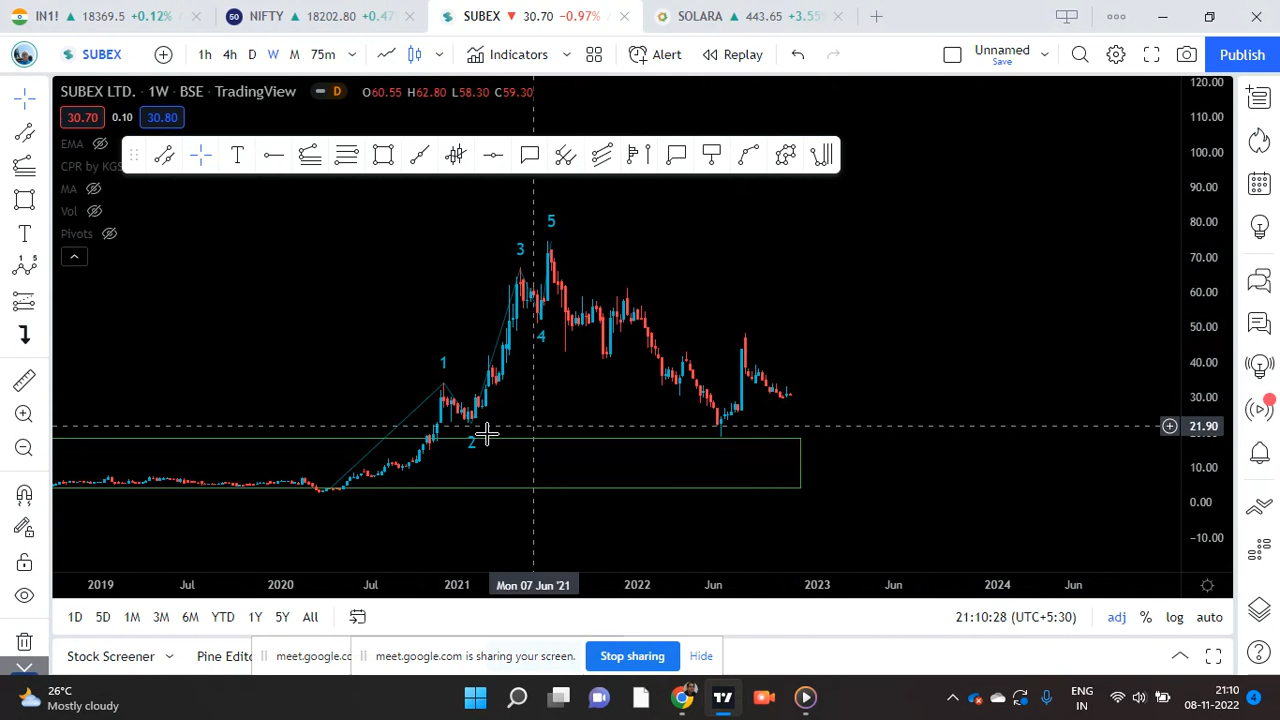 IN1! ▲ 18369.5 +0.12%
50 NIFTY ▲ 18202.80 +0.47%
SUBEX ▼ 30.70 −0.97%
SOLARA ▲ 443.65 +3.55%
SUBEX
1h 4h D W M 75m
Indicators
Alert
Replay
Unnamed
Save
Publish
SUBEX LTD. · 1W · BSE · TradingView
D
O60.55 H62.80 L58.30 C59.30
30.70 0.10 30.80
EMA
CPR by KGS
MA
Vol
Pivots
1
2
3
4
5
120.00
110.00
100.00
90.00
80.00
70.00
60.00
50.00
40.00
30.00
21.90
10.00
0.00
−10.00
2019 Jul 2020 Jul 2021 Mon 07 Jun '21 2022 Jun 2023 Jun 2024 Jun
1D 5D 1M 3M 6M YTD 1Y 5Y All
21:10:28 (UTC+5:30) adj % log auto
Stock Screener
Pine Edito
meet.google.co
meet.google.com is sharing your screen.
Stop sharing
Hide
26°C
Mostly cloudy
ENG
IN
21:10
08-11-2022
4